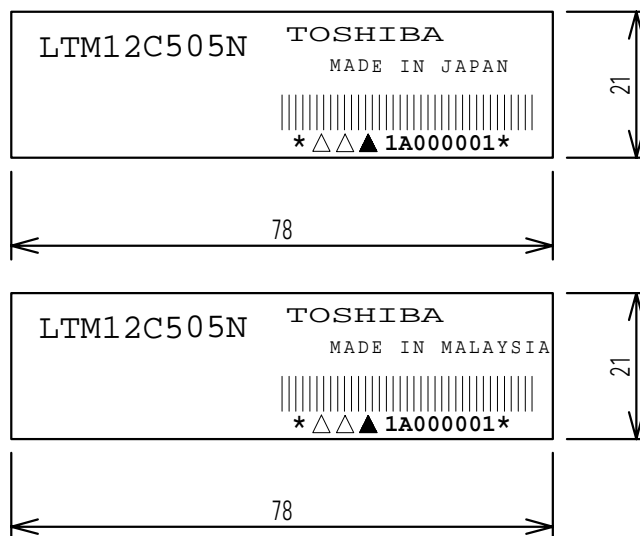 LTM12C505N TOSHIBA
MADE IN JAPAN
*△△▲1A000001*
21
78
LTM12C505N TOSHIBA
MADE IN MALAYSIA
*△△▲1A000001*
21
78